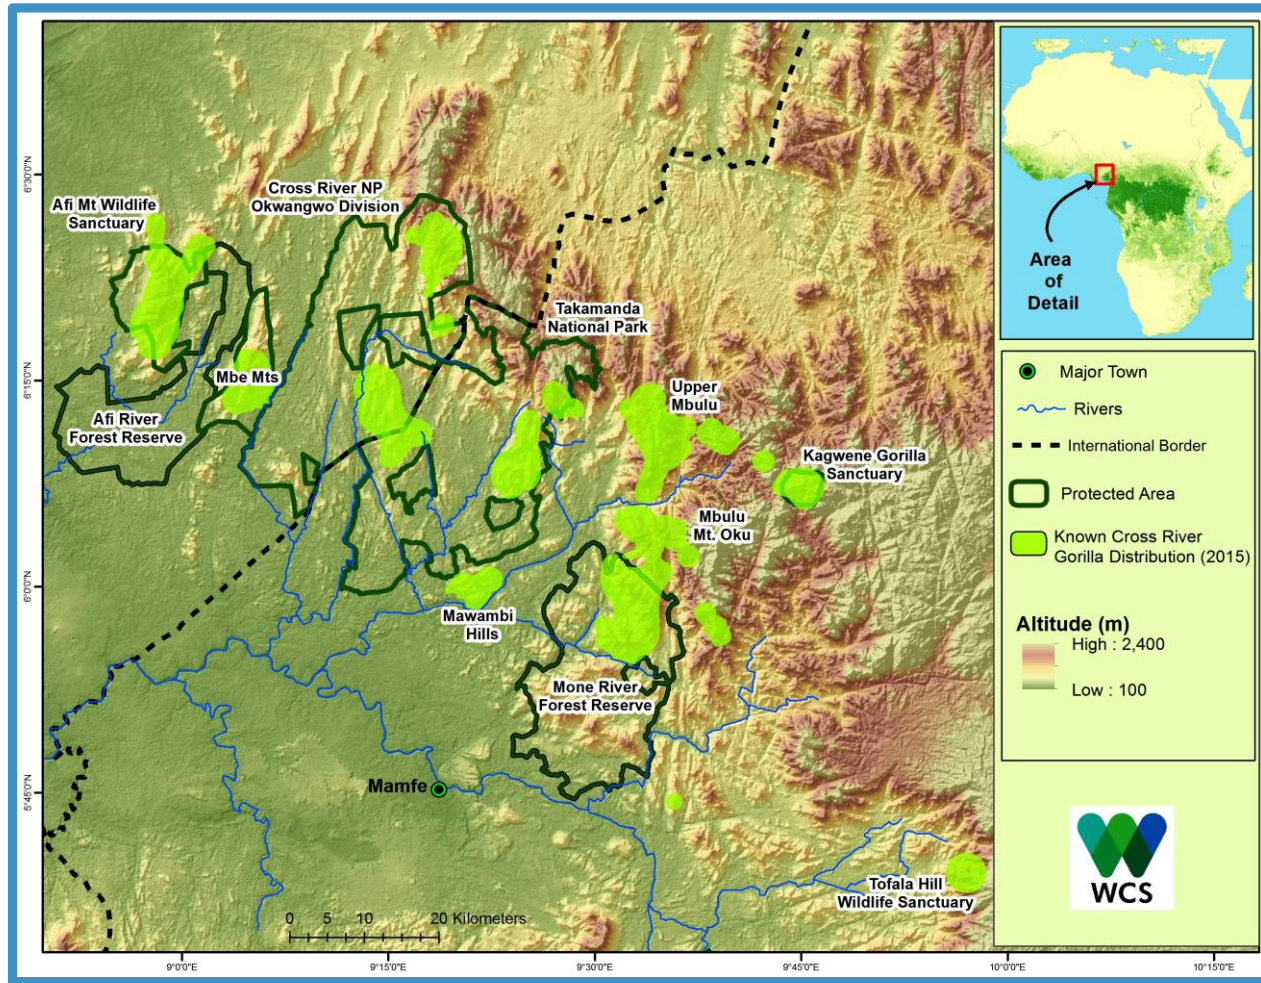 Afi Mt Wildlife
Sanctuary
Cross River NP
Okwangwo Division
Takamanda
National Park
Mbe Mts
Afi River
Forest Reserve
Upper
Mbulu
Kagwene Gorilla
Sanctuary
Mbulu
Mt. Oku
Mawambi
Hills
Mone River
Forest Reserve
Mamfe
Tofala Hill
Wildlife Sanctuary
0 5 10 20 Kilometers
6°30'0"N
6°15'0"N
6°0'0"N
5°45'0"N
9°0'0"E
9°15'0"E
9°30'0"E
9°45'0"E
10°0'0"E
10°15'0"E
Area
of
Detail
Major Town
Rivers
International Border
Protected Area
Known Cross River
Gorilla Distribution (2015)
Altitude (m)
High : 2,400
Low : 100
WCS